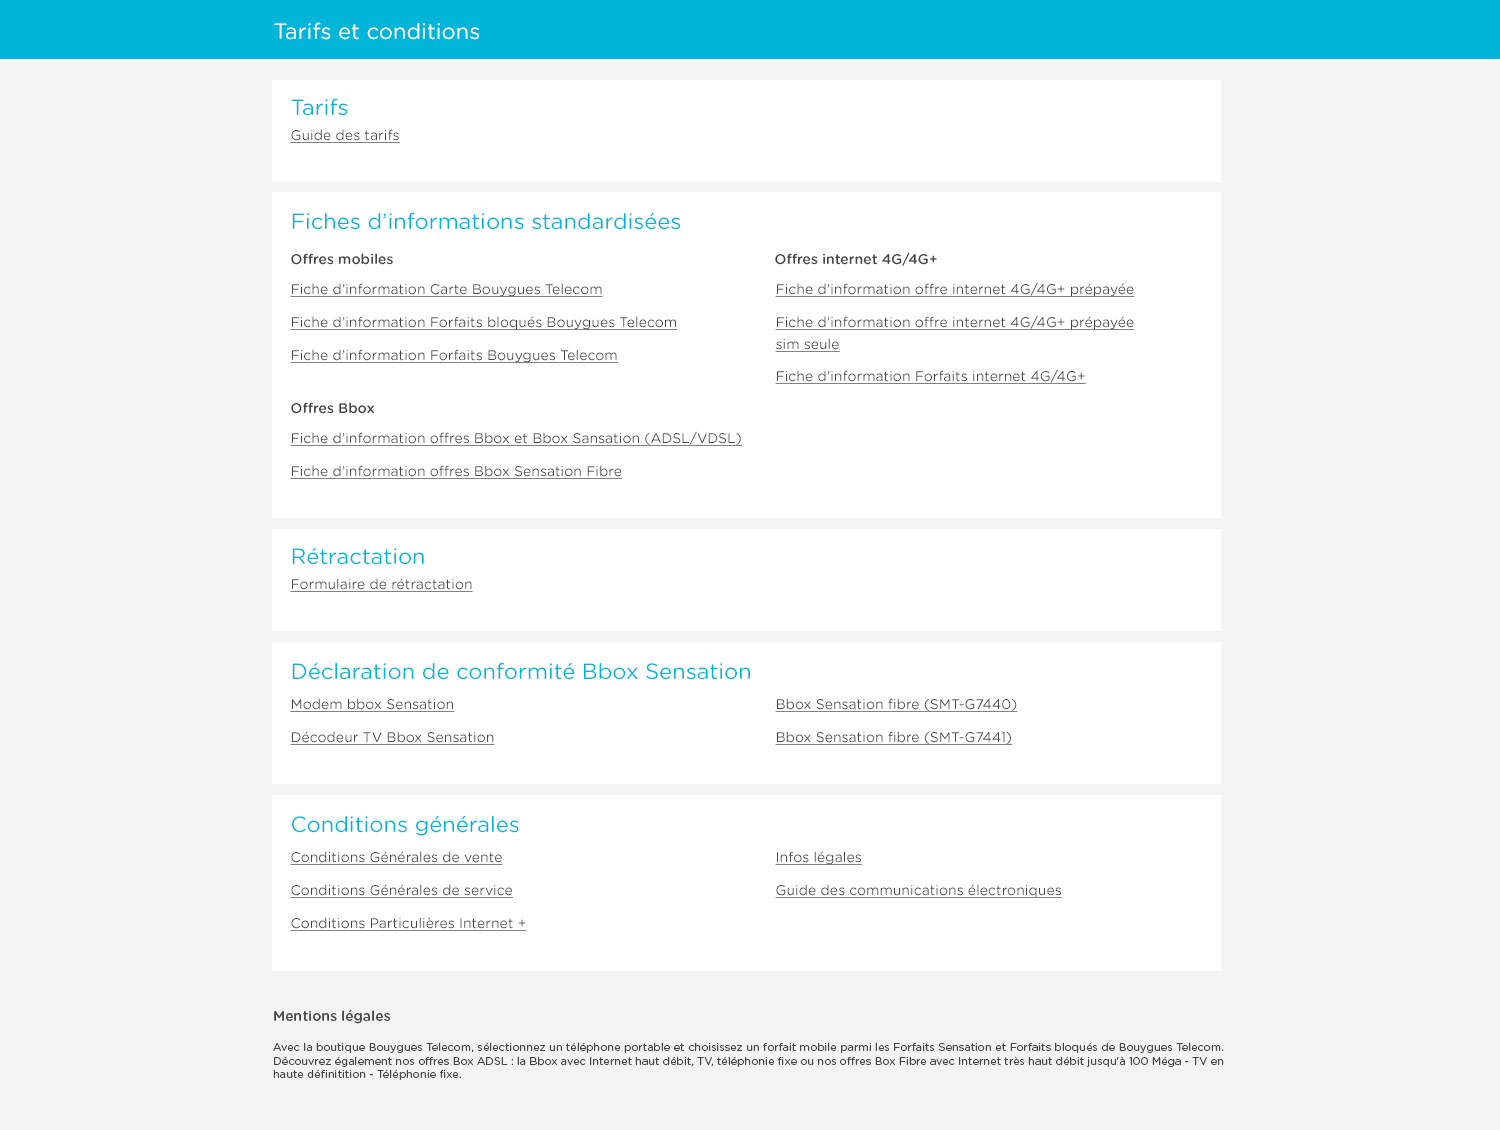 Tarifs et conditions
Tarifs
Guide des tarifs
Fiches d’informations standardisées
Offres mobiles
Fiche d’information Carte Bouygues Telecom
Fiche d’information Forfaits bloqués Bouygues Telecom
Fiche d’information Forfaits Bouygues Telecom
Offres internet 4G/4G+
Fiche d’information offre internet 4G/4G+ prépayée
Fiche d’information offre internet 4G/4G+ prépayée
sim seule
Fiche d’information Forfaits internet 4G/4G+
Offres Bbox
Fiche d’information offres Bbox et Bbox Sansation (ADSL/VDSL)
Fiche d’information offres Bbox Sensation Fibre
Rétractation
Formulaire de rétractation
Déclaration de conformité Bbox Sensation
Modem bbox Sensation
Décodeur TV Bbox Sensation
Bbox Sensation fibre (SMT-G7440)
Bbox Sensation fibre (SMT-G7441)
Conditions générales
Conditions Générales de vente
Conditions Générales de service
Conditions Particulières Internet +
Infos légales
Guide des communications électroniques
Mentions légales
Avec la boutique Bouygues Telecom, sélectionnez un téléphone portable et choisissez un forfait mobile parmi les Forfaits Sensation et Forfaits bloqués de Bouygues Telecom.
Découvrez également nos offres Box ADSL : la Bbox avec Internet haut débit, TV, téléphonie fixe ou nos offres Box Fibre avec Internet très haut débit jusqu'à 100 Méga - TV en
haute définitition - Téléphonie fixe.